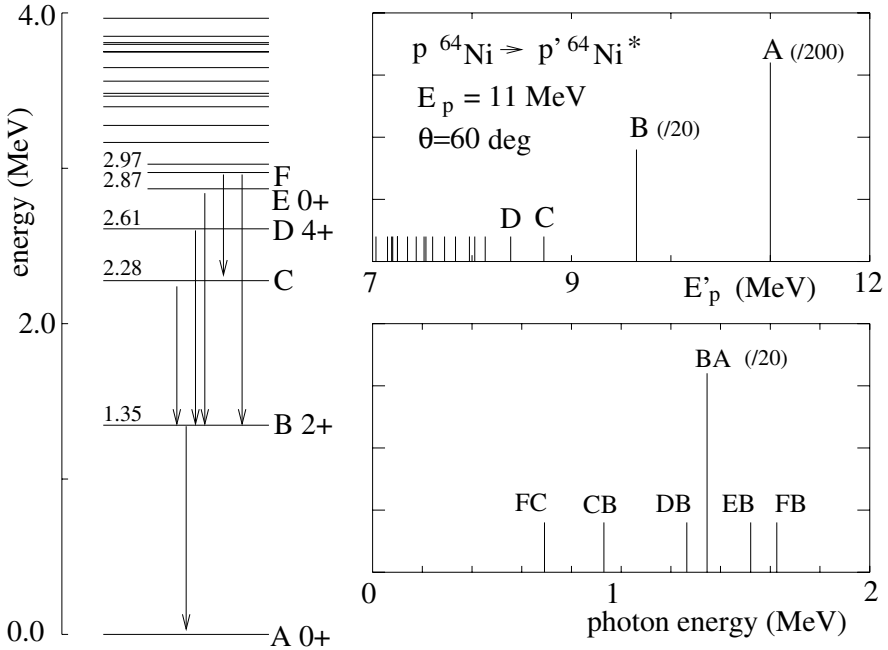 4.0
energy (MeV)
2.97
F
2.87
E 0+
2.61
D 4+
2.28
C
2.0
1.35
B 2+
0.0
A 0+
p ⁶⁴Ni → p' ⁶⁴Ni*
E p = 11 MeV
θ=60 deg
A (/200)
B (/20)
D C
7 9 12
E'p (MeV)
BA (/20)
FC CB DB EB FB
0 1 2
photon energy (MeV)